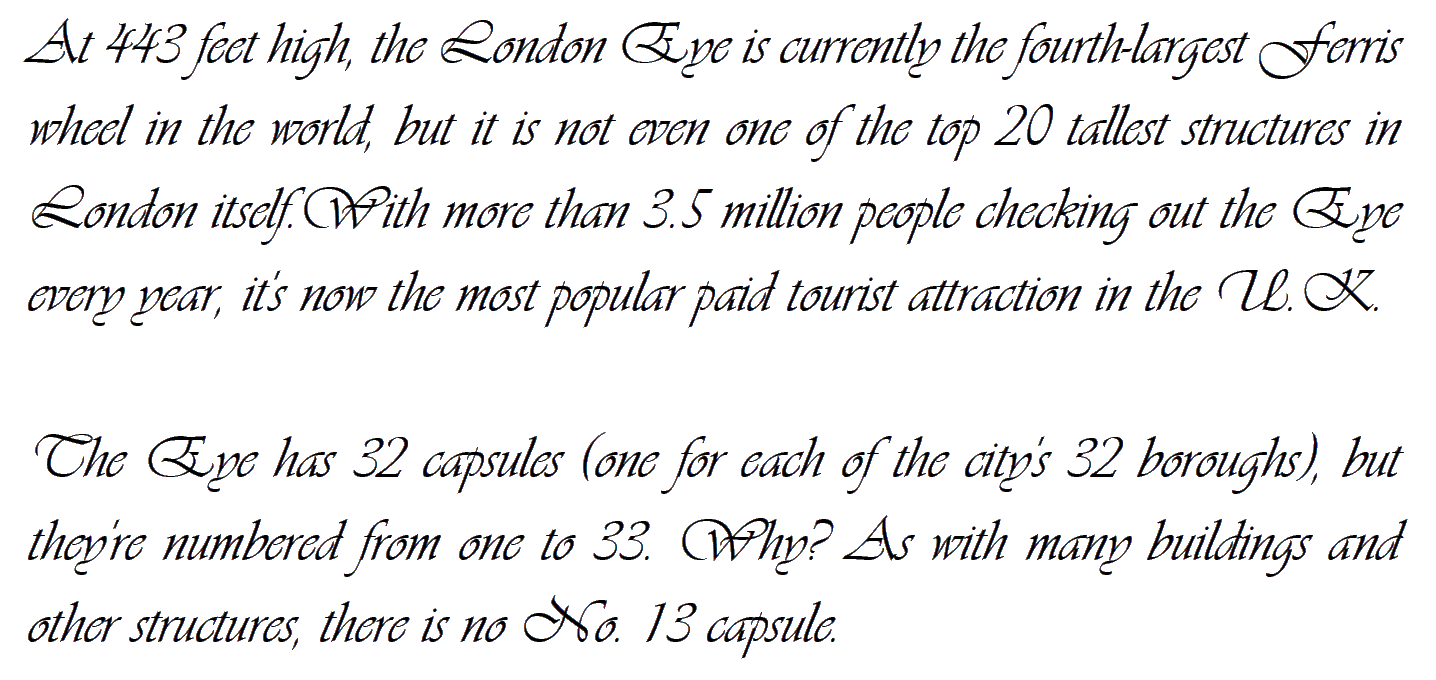 At 443 feet high, the London Eye is currently the fourth-largest Ferris
wheel in the world, but it is not even one of the top 20 tallest structures in
London itself.With more than 3.5 million people checking out the Eye
every year, it's now the most popular paid tourist attraction in the U.K.
The Eye has 32 capsules (one for each of the city's 32 boroughs), but
they're numbered from one to 33. Why? As with many buildings and
other structures, there is no No. 13 capsule.